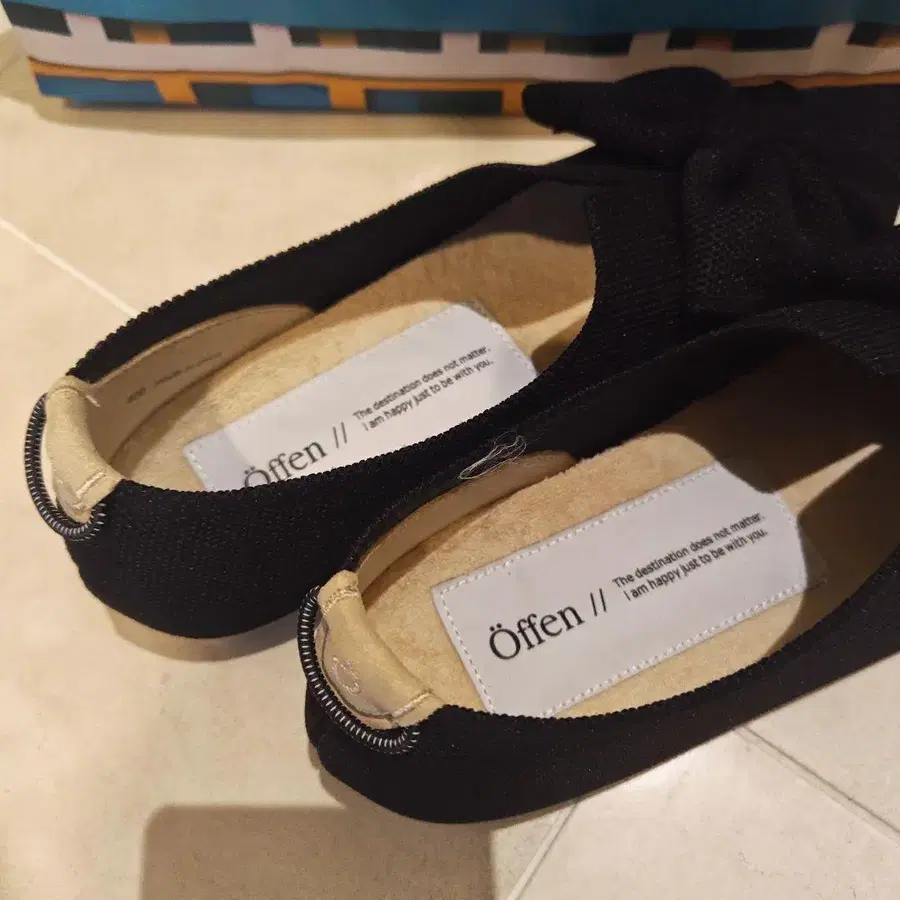 Öffen //
The destination does not matter.
i am happy just to be with you.
Öffen //
The destination does not matter.
i am happy just to be with you.